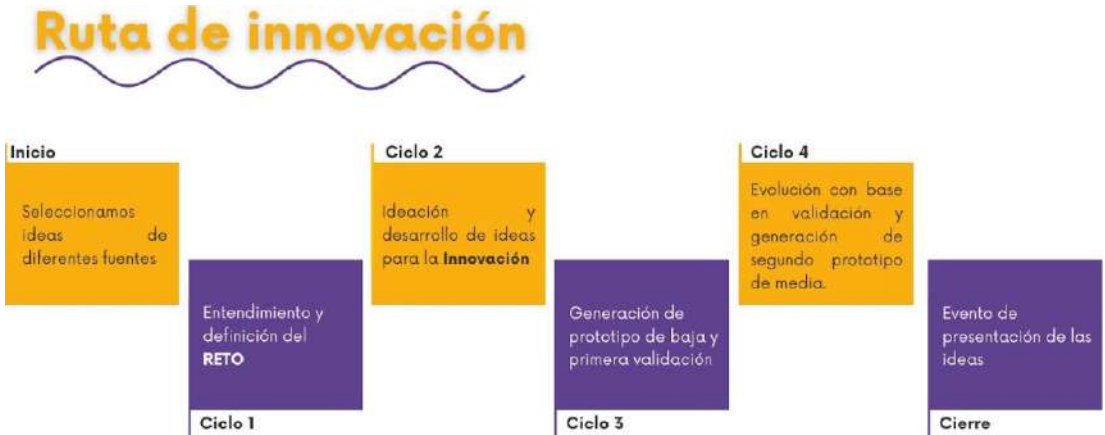 Ruta de innovación
Inicio
Seleccionamos
ideas de
diferentes fuentes
Entendimiento y
definición del
RETO
Ciclo 1
Ciclo 2
Ideación y
desarrollo de ideas
para la Innovación
Generación de
prototipo de baja y
primera validación
Ciclo 3
Ciclo 4
Evolución con base
en validación y
generación de
segundo prototipo
de media.
Evento de
presentación de las
ideas
Cierre